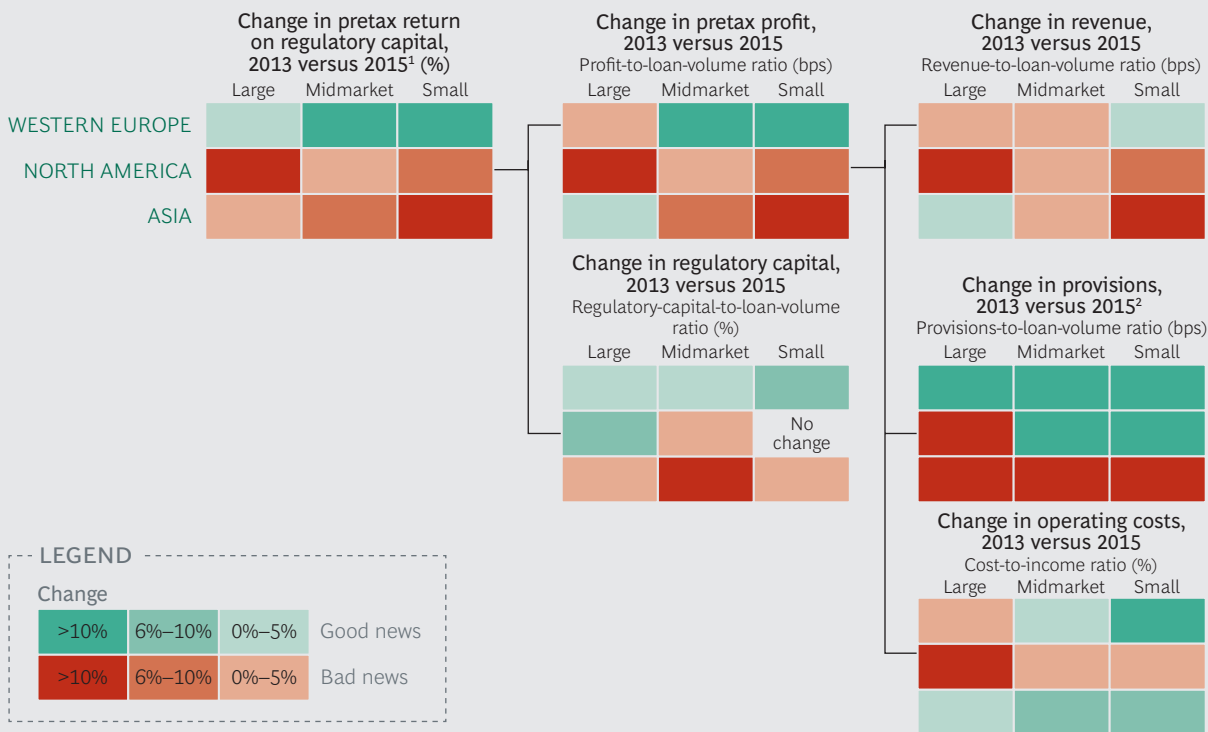 Change in pretax return
on regulatory capital,
2013 versus 2015¹ (%)
Large Midmarket Small
WESTERN EUROPE
NORTH AMERICA
ASIA
Change in pretax profit,
2013 versus 2015
Profit-to-loan-volume ratio (bps)
Large Midmarket Small
Change in revenue,
2013 versus 2015
Revenue-to-loan-volume ratio (bps)
Large Midmarket Small
Change in regulatory capital,
2013 versus 2015
Regulatory-capital-to-loan-volume
ratio (%)
Large Midmarket Small
No
change
Change in provisions,
2013 versus 2015²
Provisions-to-loan-volume ratio (bps)
Large Midmarket Small
Change in operating costs,
2013 versus 2015
Cost-to-income ratio (%)
Large Midmarket Small
LEGEND
Change
>10% 6%–10% 0%–5% Good news
>10% 6%–10% 0%–5% Bad news